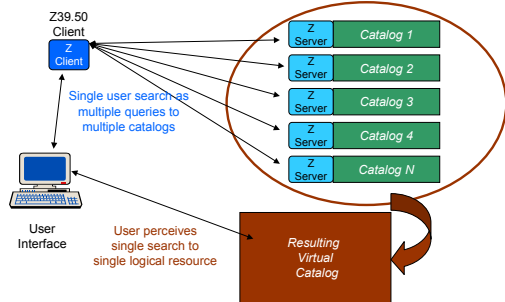 Z39.50
Client
Z
Client
Single user search as
multiple queries to
multiple catalogs
Z
Server
Catalog 1
Z
Server
Catalog 2
Z
Server
Catalog 3
Z
Server
Catalog 4
Z
Server
Catalog N
User
Interface
User perceives
single search to
single logical resource
Resulting
Virtual
Catalog